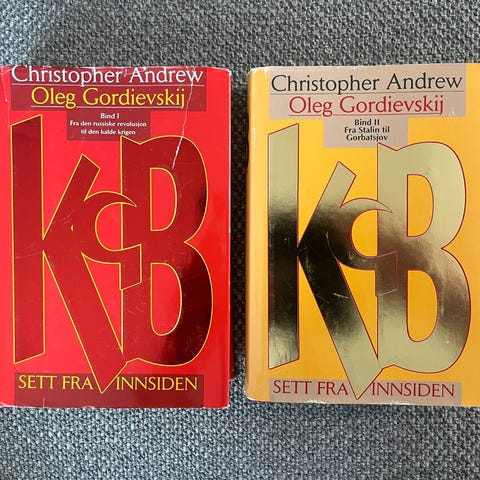 Christopher Andrew
Oleg Gordievskij
Bind I
Fra den russiske revolusjon
til den kalde krigen
KGB
SETT FRA INNSIDEN
Christopher Andrew
Oleg Gordievskij
Bind II
Fra Stalin til
Gorbatsjov
KGB
SETT FRA INNSIDEN